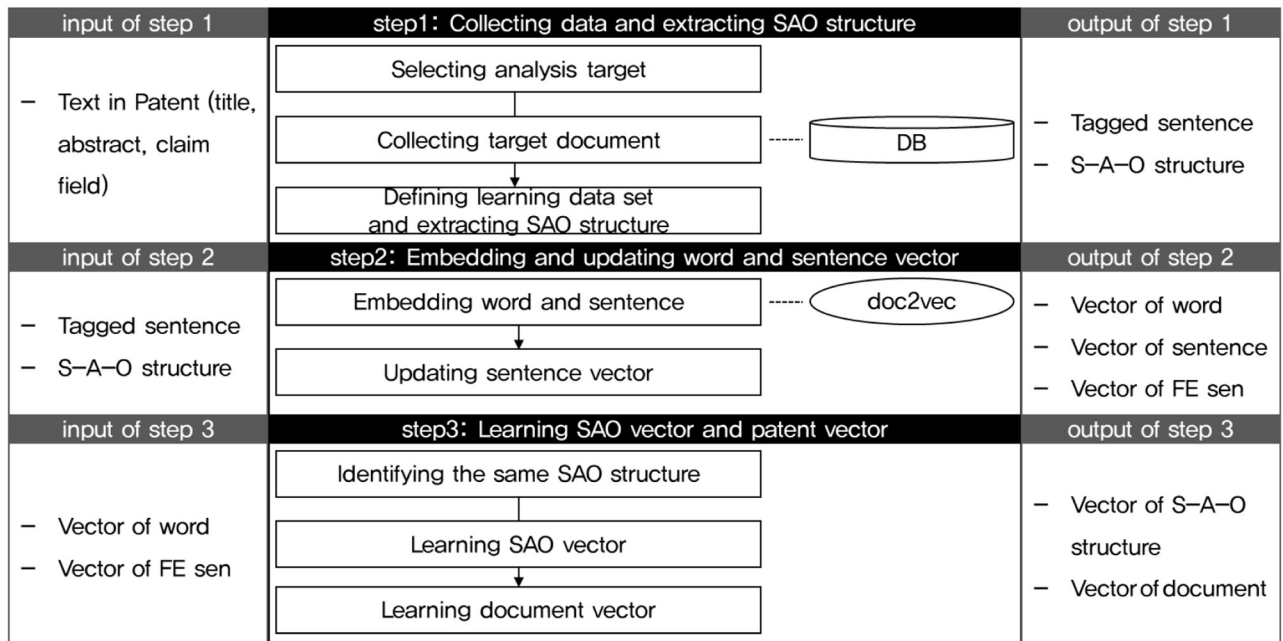 input of step 1
step1: Collecting data and extracting SAO structure
output of step 1
– Text in Patent (title,
abstract, claim
field)
Selecting analysis target
Collecting target document
DB
Defining learning data set
and extracting SAO structure
– Tagged sentence
– S–A–O structure
input of step 2
step2: Embedding and updating word and sentence vector
output of step 2
– Tagged sentence
– S–A–O structure
Embedding word and sentence
doc2vec
Updating sentence vector
– Vector of word
– Vector of sentence
– Vector of FE sen
input of step 3
step3: Learning SAO vector and patent vector
output of step 3
– Vector of word
– Vector of FE sen
Identifying the same SAO structure
Learning SAO vector
Learning document vector
– Vector of S–A–O
structure
– Vector of document